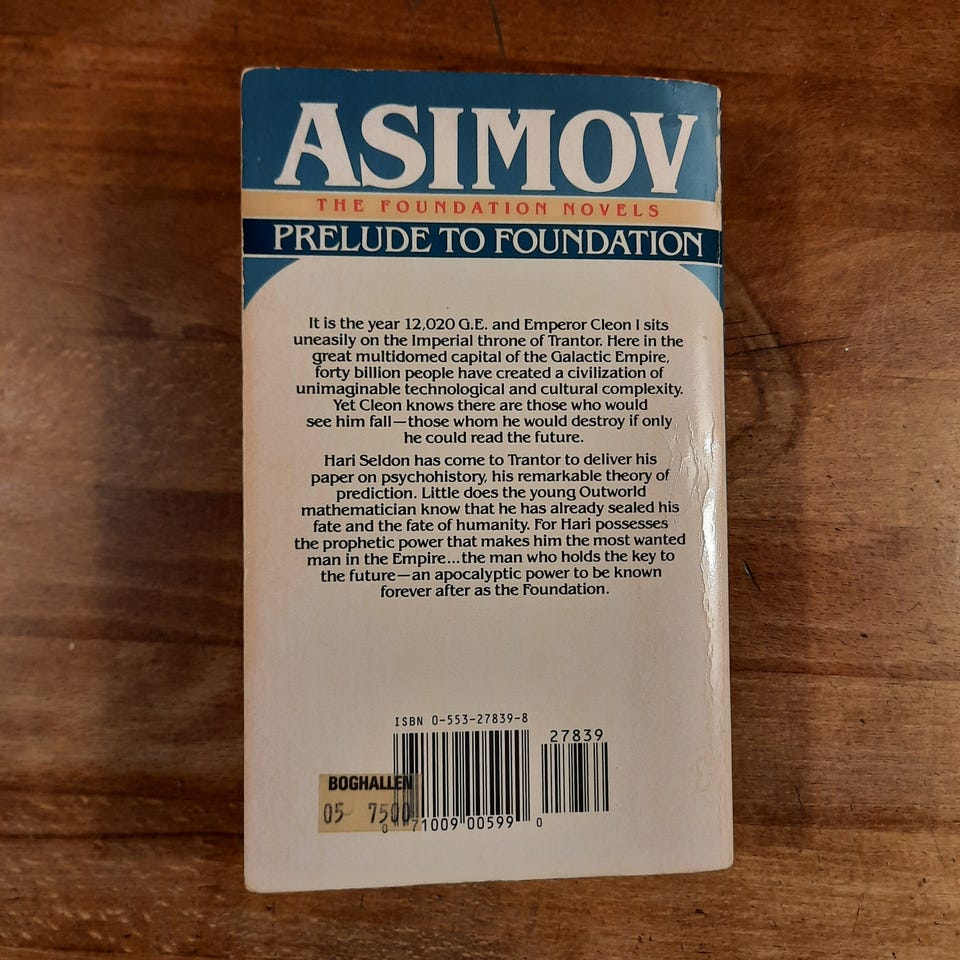 ASIMOV
THE FOUNDATION NOVELS
PRELUDE TO FOUNDATION
It is the year 12,020 G.E. and Emperor Cleon I sits
uneasily on the Imperial throne of Trantor. Here in the
great multidomed capital of the Galactic Empire,
forty billion people have created a civilization of
unimaginable technological and cultural complexity.
Yet Cleon knows there are those who would
see him fall—those whom he would destroy if only
he could read the future.
Hari Seldon has come to Trantor to deliver his
paper on psychohistory, his remarkable theory of
prediction. Little does the young Outworld
mathematician know that he has already sealed his
fate and the fate of humanity. For Hari possesses
the prophetic power that makes him the most wanted
man in the Empire...the man who holds the key to
the future—an apocalyptic power to be known
forever after as the Foundation.
ISBN 0-553-27839-8
27839
BOGHALLEN
05- 7500
0 71009 00599 0